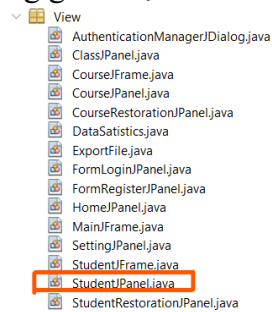 View
AuthenticationManagerJDialog.java
ClassJPanel.java
CourseJFrame.java
CourseJPanel.java
CourseRestorationJPanel.java
DataSatistics.java
ExportFile.java
FormLoginJPanel.java
FormRegisterJPanel.java
HomeJPanel.java
MainJFrame.java
SettingJPanel.java
StudentJFrame.java
StudentJPanel.java
StudentRestorationJPanel.java